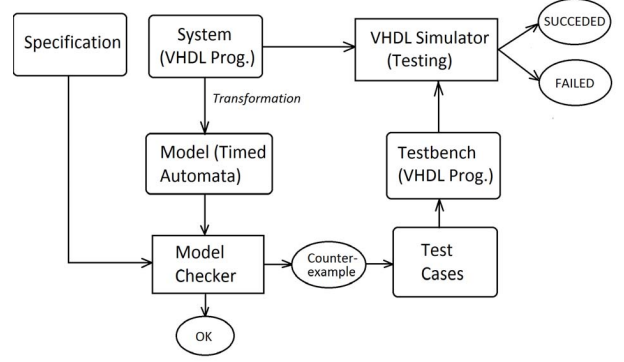 Specification
System
(VHDL Prog.)
VHDL Simulator
(Testing)
SUCCEDED
FAILED
Transformation
Model (Timed
Automata)
Testbench
(VHDL Prog.)
Model
Checker
Counter-
example
Test
Cases
OK